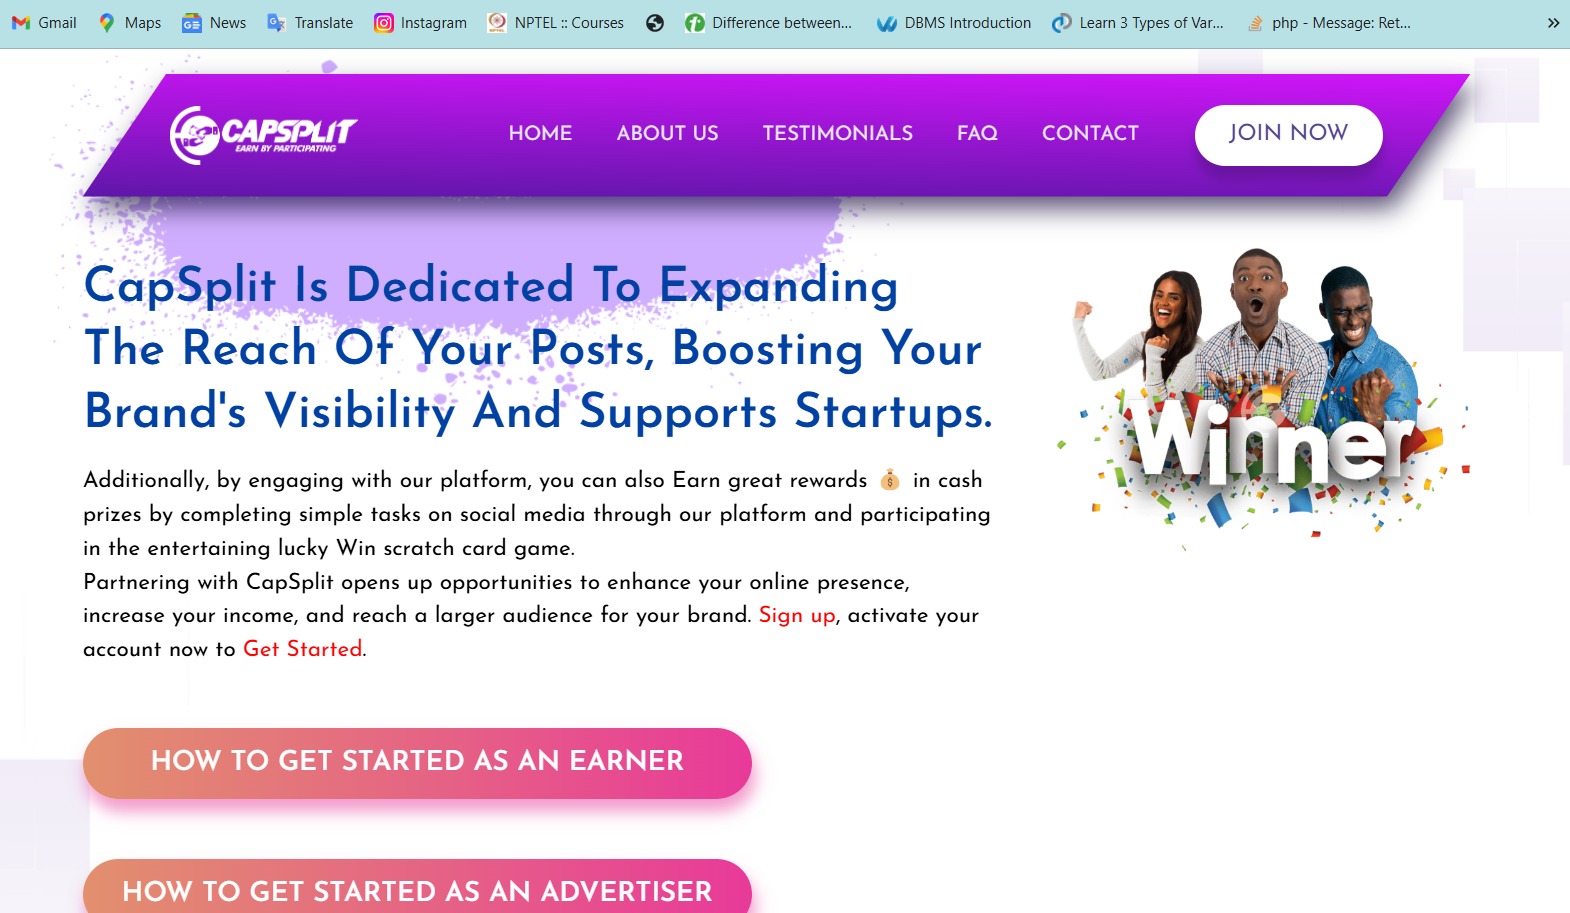 Gmail Maps News Translate Instagram NPTEL :: Courses Difference between... DBMS Introduction Learn 3 Types of Var... php - Message: Ret... »
CAPSPLIT
EARN BY PARTICIPATING
HOME ABOUT US TESTIMONIALS FAQ CONTACT JOIN NOW
CapSplit Is Dedicated To Expanding
The Reach Of Your Posts, Boosting Your
Brand's Visibility And Supports Startups.
Winner
Additionally, by engaging with our platform, you can also Earn great rewards 💰 in cash
prizes by completing simple tasks on social media through our platform and participating
in the entertaining lucky Win scratch card game.
Partnering with CapSplit opens up opportunities to enhance your online presence,
increase your income, and reach a larger audience for your brand. Sign up, activate your
account now to Get Started.
HOW TO GET STARTED AS AN EARNER
HOW TO GET STARTED AS AN ADVERTISER